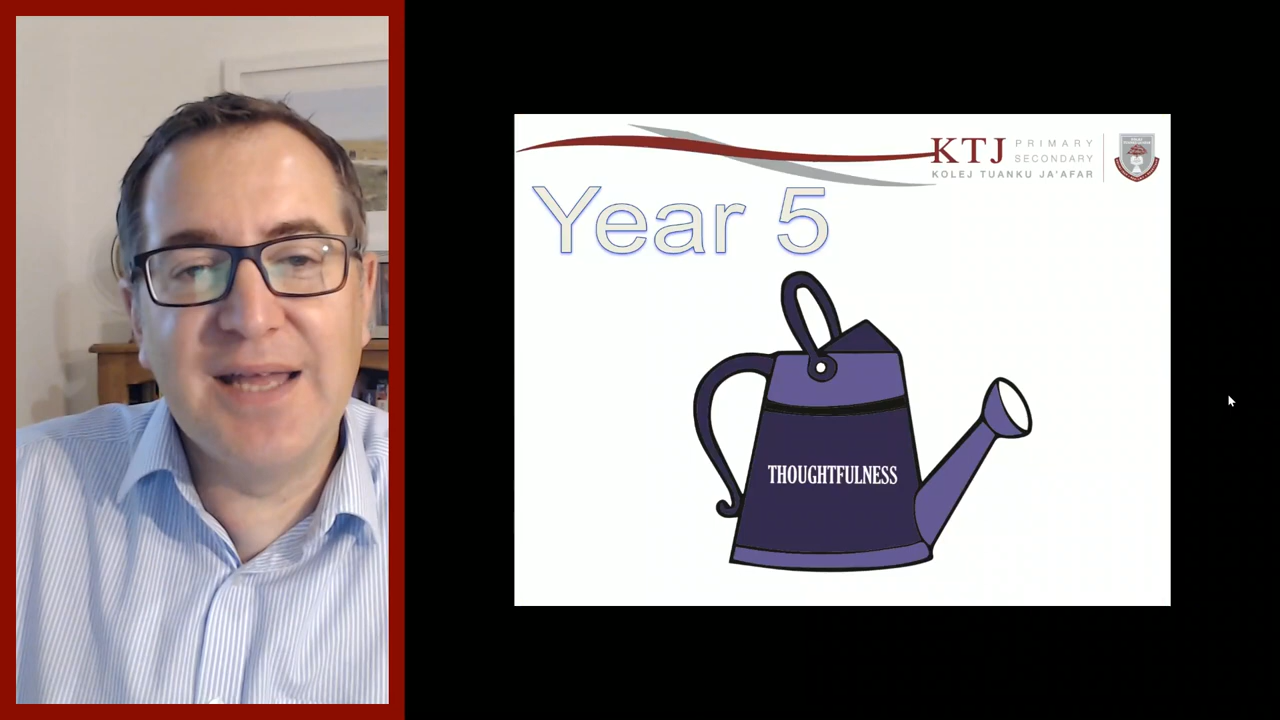 KTJ PRIMARY
SECONDARY
KOLEJ TUANKU JA'AFAR
Year 5
THOUGHTFULNESS